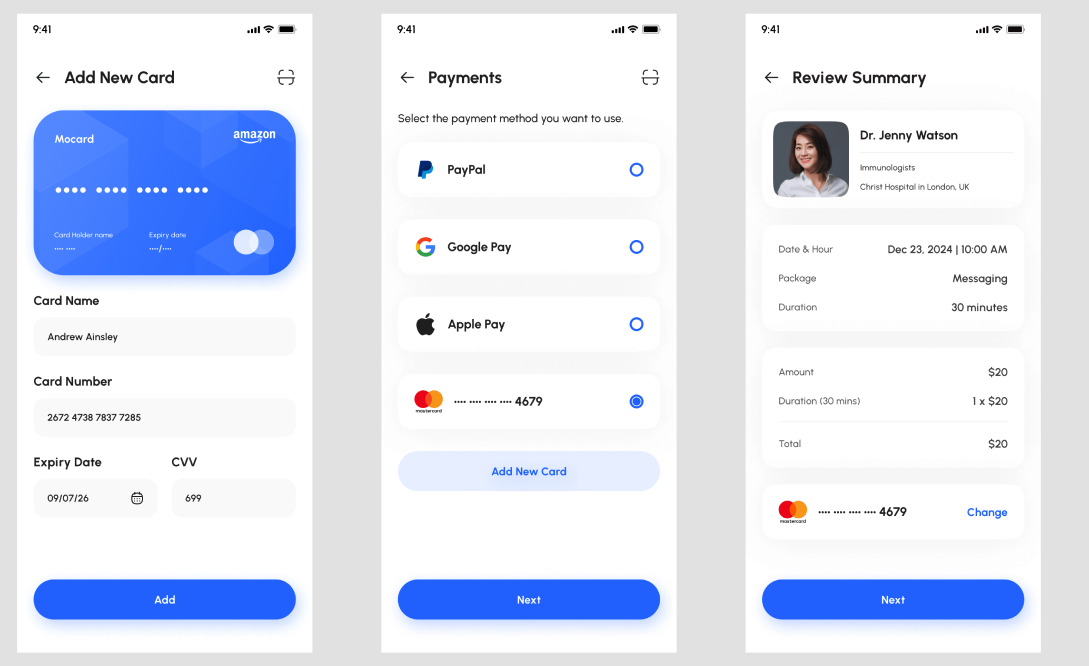 9:41
Add New Card
Mocard
amazon
•••• •••• •••• ••••
Card Holder name
Expiry date
•••• ••••
••••/••••
Card Name
Andrew Ainsley
Card Number
2672 4738 7837 7285
Expiry Date
CVV
09/07/26
699
Add
9:41
Payments
Select the payment method you want to use.
PayPal
Google Pay
Apple Pay
mastercard
•••• •••• •••• •••• 4679
Add New Card
Next
9:41
Review Summary
Dr. Jenny Watson
Immunologists
Christ Hospital in London, UK
Date & Hour
Dec 23, 2024 | 10:00 AM
Package
Messaging
Duration
30 minutes
Amount
$20
Duration (30 mins)
1 x $20
Total
$20
mastercard
•••• •••• •••• •••• 4679
Change
Next